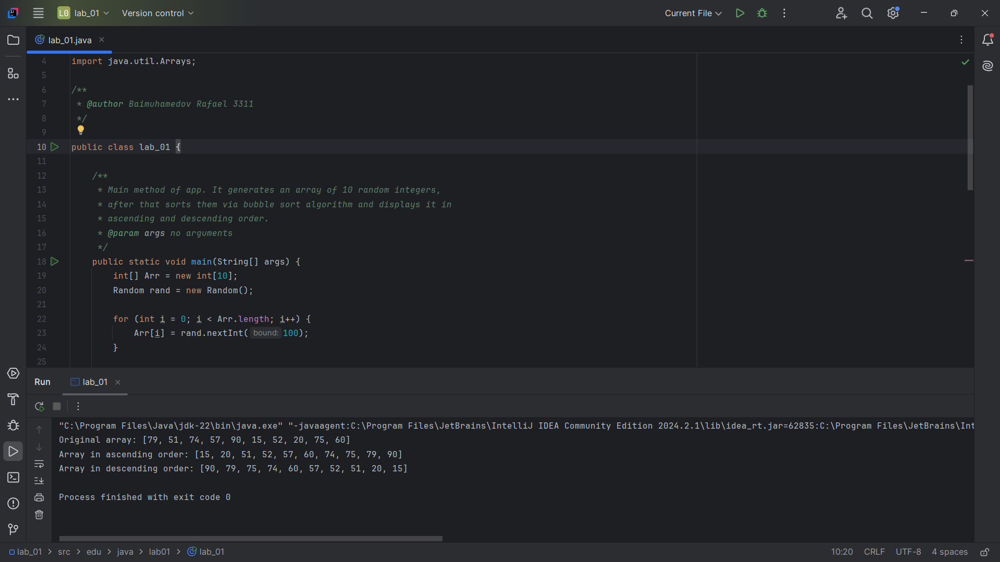 L0 lab_01 Version control Current File
lab_01.java
4 import java.util.Arrays;
5
6 /**
7 * @author Baimuhamedov Rafael 3311
8 */
9
10 public class lab_01 {
11
12 /**
13 * Main method of app. It generates an array of 10 random integers,
14 * after that sorts them via bubble sort algorithm and displays it in
15 * ascending and descending order.
16 * @param args no arguments
17 */
18 public static void main(String[] args) {
19 int[] Arr = new int[10];
20 Random rand = new Random();
21
22 for (int i = 0; i < Arr.length; i++) {
23 Arr[i] = rand.nextInt( bound: 100);
24 }
25
Run lab_01
"C:\Program Files\Java\jdk-22\bin\java.exe" "-javaagent:C:\Program Files\JetBrains\IntelliJ IDEA Community Edition 2024.2.1\lib\idea_rt.jar=62835:C:\Program Files\JetBrains\Int
Original array: [79, 51, 74, 57, 90, 15, 52, 20, 75, 60]
Array in ascending order: [15, 20, 51, 52, 57, 60, 74, 75, 79, 90]
Array in descending order: [90, 79, 75, 74, 60, 57, 52, 51, 20, 15]
Process finished with exit code 0
lab_01 > src > edu > java > lab01 > lab_01 10:20 CRLF UTF-8 4 spaces